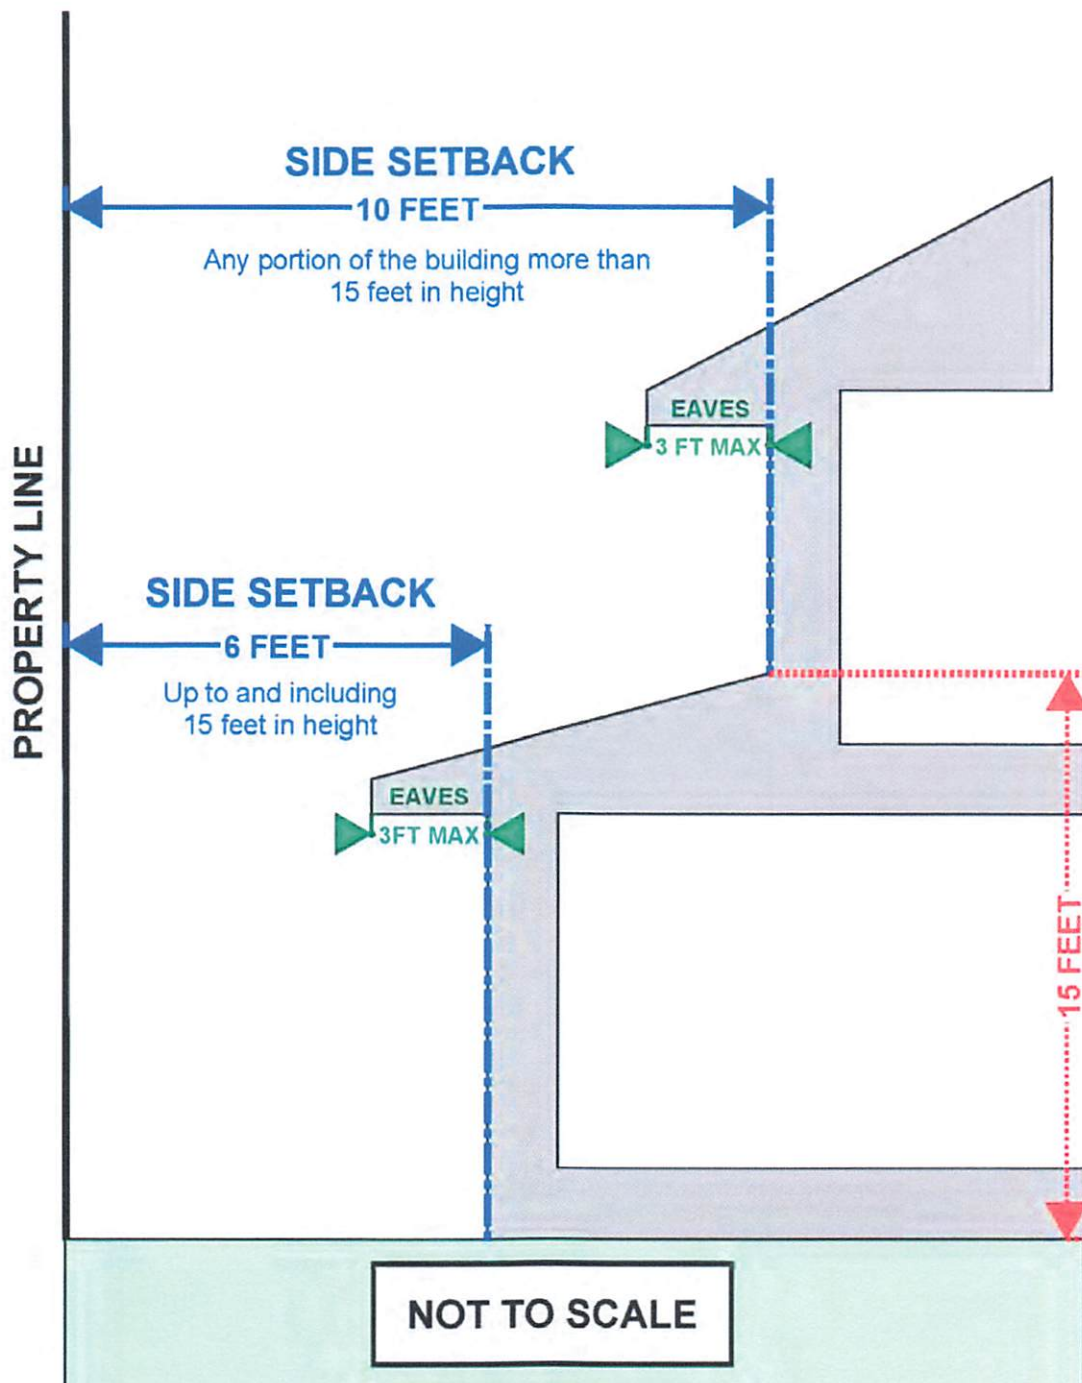 SIDE SETBACK
10 FEET
Any portion of the building more than
15 feet in height
EAVES
3 FT MAX
PROPERTY LINE
SIDE SETBACK
6 FEET
Up to and including
15 feet in height
EAVES
3FT MAX
15 FEET
NOT TO SCALE